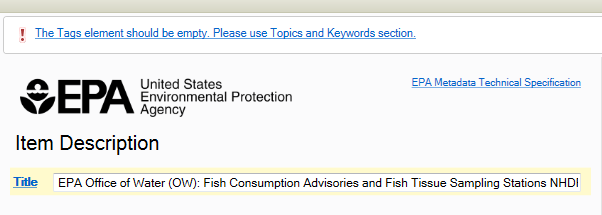 The Tags element should be empty. Please use Topics and Keywords section.
EPA United States
Environmental Protection
Agency
EPA Metadata Technical Specification
Item Description
Title EPA Office of Water (OW): Fish Consumption Advisories and Fish Tissue Sampling Stations NHDI